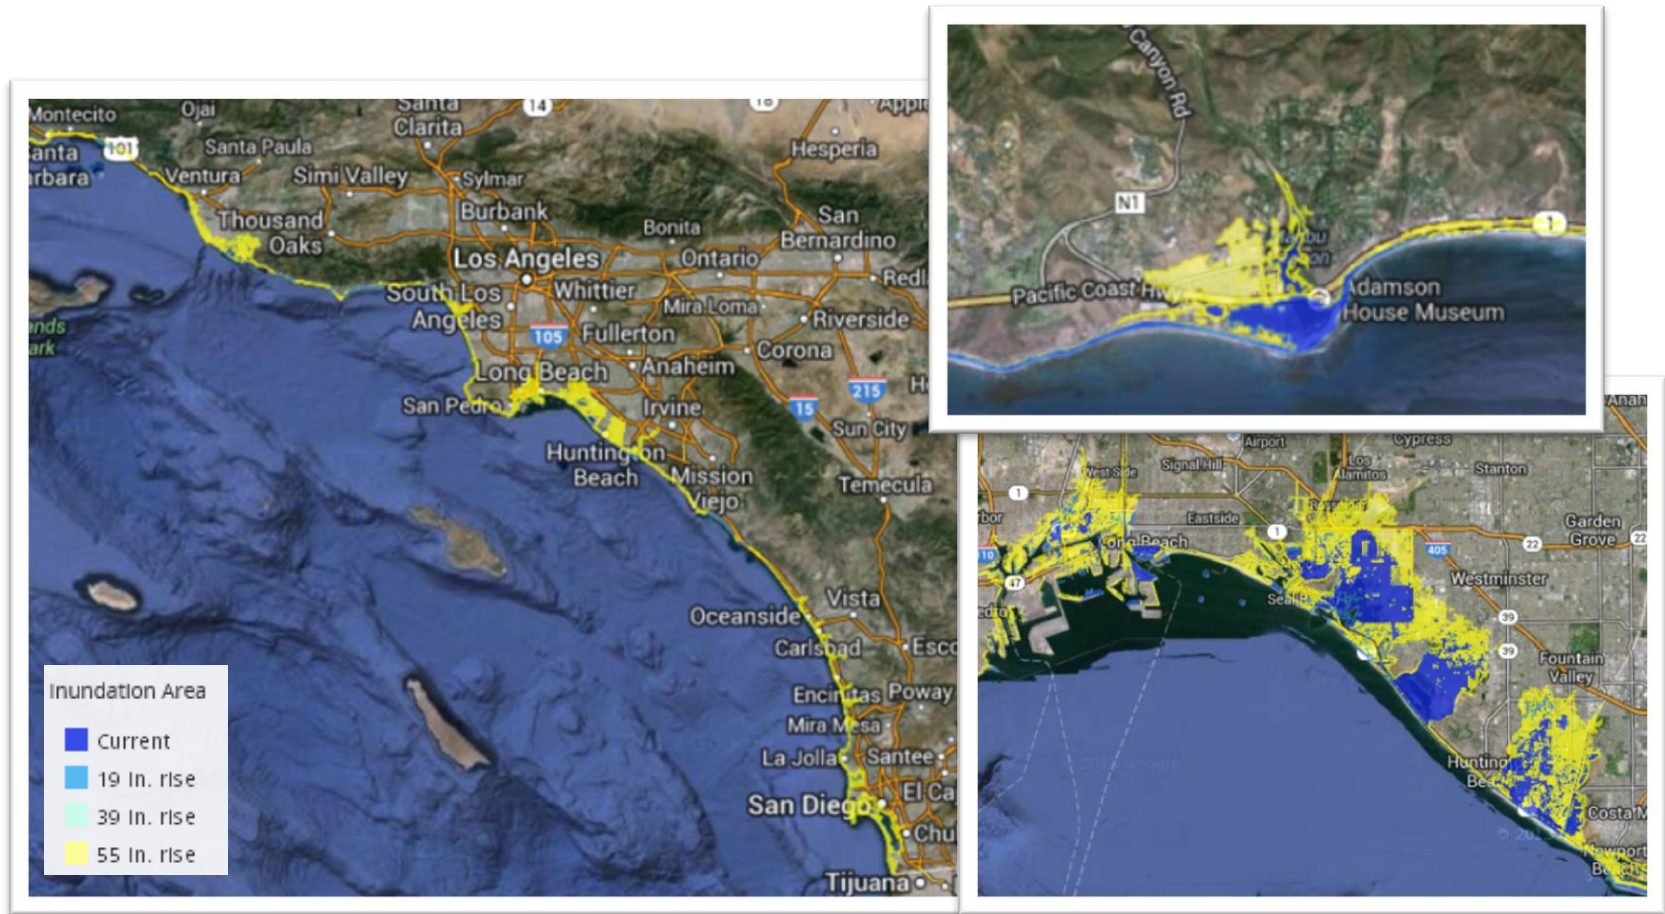 Montecito
Ojai
Santa
Clarita
14
18
Hesperia
101
Santa Paula
Ventura
Simi Valley
Sylmar
Burbank
Thousand
Oaks
Bonita
San
Bernardino
Los Angeles
Ontario
South Los
Angeles
Whittier
Mira Loma
Riverside
105
Fullerton
Corona
Long Beach
Anaheim
215
San Pedro
Irvine
15
Sun City
Huntington
Beach
Mission
Viejo
Temecula
Oceanside
Vista
Carlsbad
Encinitas
Poway
Mira Mesa
La Jolla
Santee
San Diego
Tijuana
Inundation Area
Current
19 in. rise
39 in. rise
55 in. rise
Canyon Rd
N1
1
Pacific Coast Hwy
Adamson
House Museum
Airport
Cypress
West Side
Signal Hill
Los
Alamitos
Stanton
1
Eastside
1
Garden
Grove
Long Beach
405
22
22
47
Westminster
39
39
Fountain
Valley
Newport
Beach